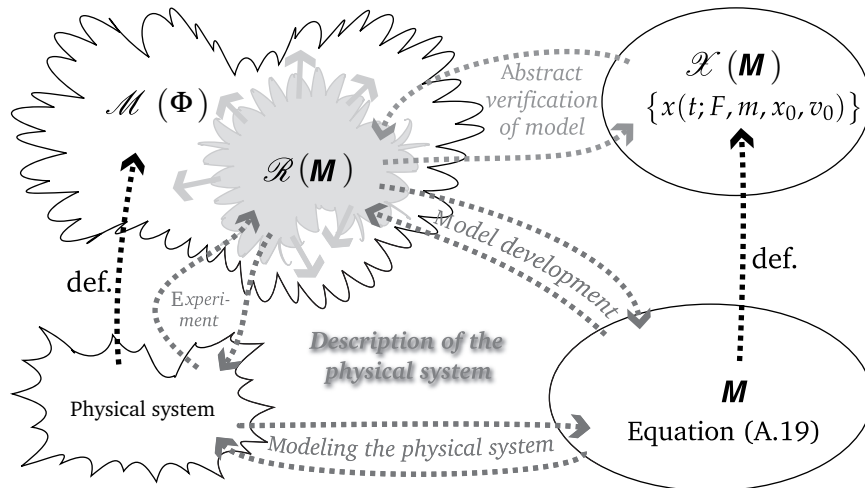 ℳ (Φ)
ℛ(M)
Abstract
verification
of model
𝒳 (M)
{x(t; F, m, x₀, v₀)}
def.
Experi-
ment
Model development
def.
Description of the
physical system
Physical system
Modeling the physical system
M
Equation (A.19)